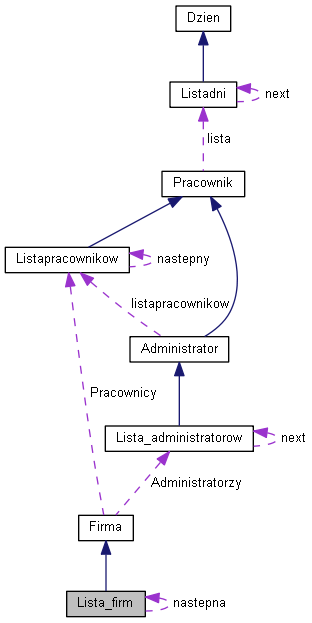 Dzien
Listadni
next
lista
Pracownik
Listapracownikow
nastepny
listapracownikow
Administrator
Pracownicy
Lista_administratorow
next
Administratorzy
Firma
Lista_firm
nastepna